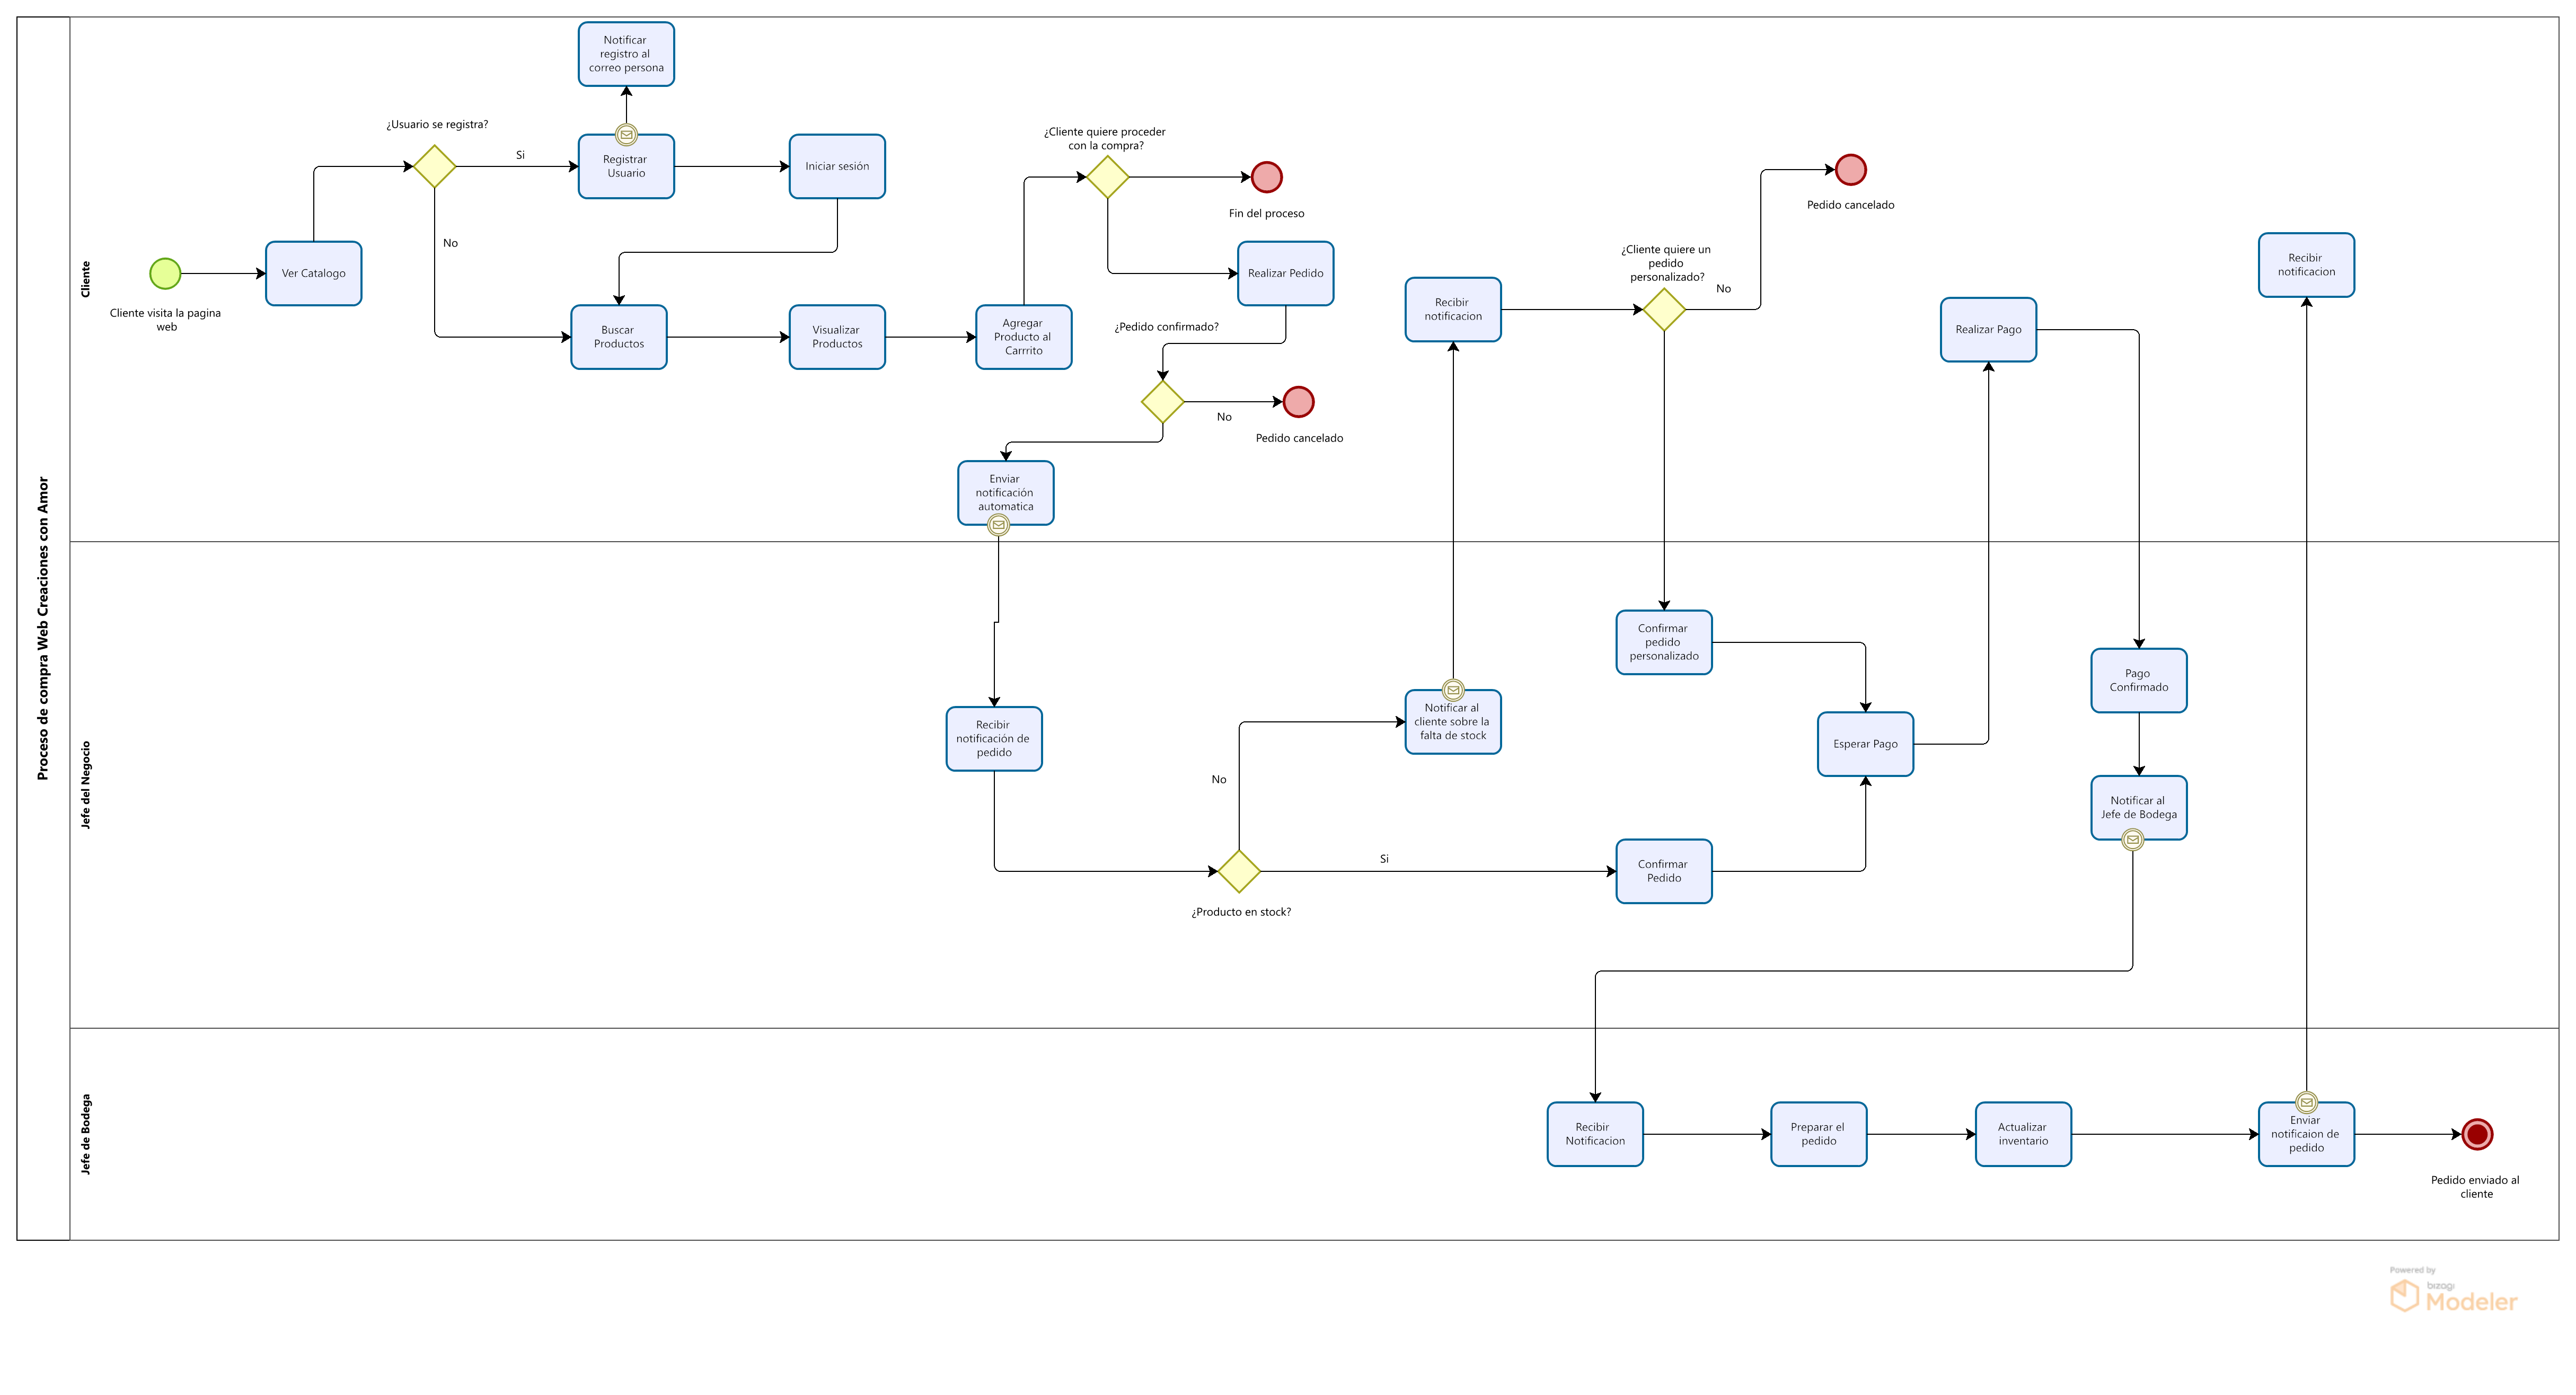 Proceso de compra Web Creaciones con Amor
Cliente
Cliente visita la pagina
web
Ver Catalogo
¿Usuario se registra?
Si
No
Notificar
registro al
correo persona
Registrar
Usuario
Iniciar sesión
Buscar
Productos
Visualizar
Productos
Agregar
Producto al
Carrrito
¿Cliente quiere proceder
con la compra?
Fin del proceso
Realizar Pedido
¿Pedido confirmado?
No
Pedido cancelado
Enviar
notificación
automatica
Recibir
notificacion
¿Cliente quiere un
pedido
personalizado?
No
Pedido cancelado
Realizar Pago
Recibir
notificacion
Jefe del Negocio
Recibir
notificación de
pedido
¿Producto en stock?
No
Si
Notificar al
cliente sobre la
falta de stock
Confirmar
pedido
personalizado
Confirmar
Pedido
Esperar Pago
Pago
Confirmado
Notificar al
Jefe de Bodega
Jefe de Bodega
Recibir
Notificacion
Preparar el
pedido
Actualizar
inventario
Enviar
notificaion de
pedido
Pedido enviado al
cliente
Powered by
bizagi
Modeler